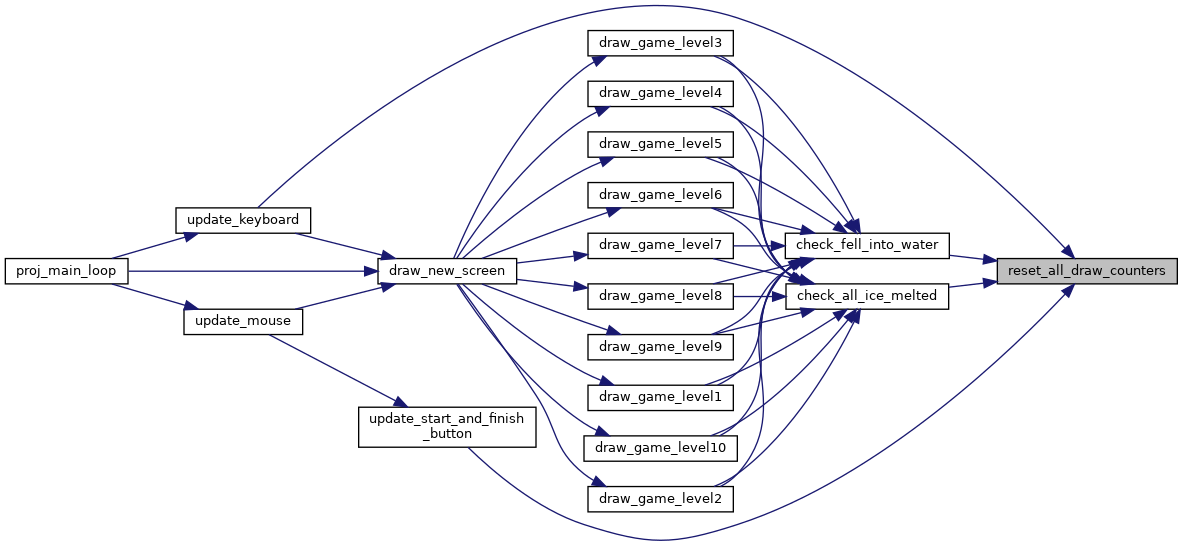 draw_game_level3
draw_game_level4
draw_game_level5
draw_game_level6
update_keyboard
check_fell_into_water
draw_game_level7
proj_main_loop
draw_new_screen
reset_all_draw_counters
draw_game_level8
check_all_ice_melted
update_mouse
draw_game_level9
draw_game_level1
update_start_and_finish
_button
draw_game_level10
draw_game_level2